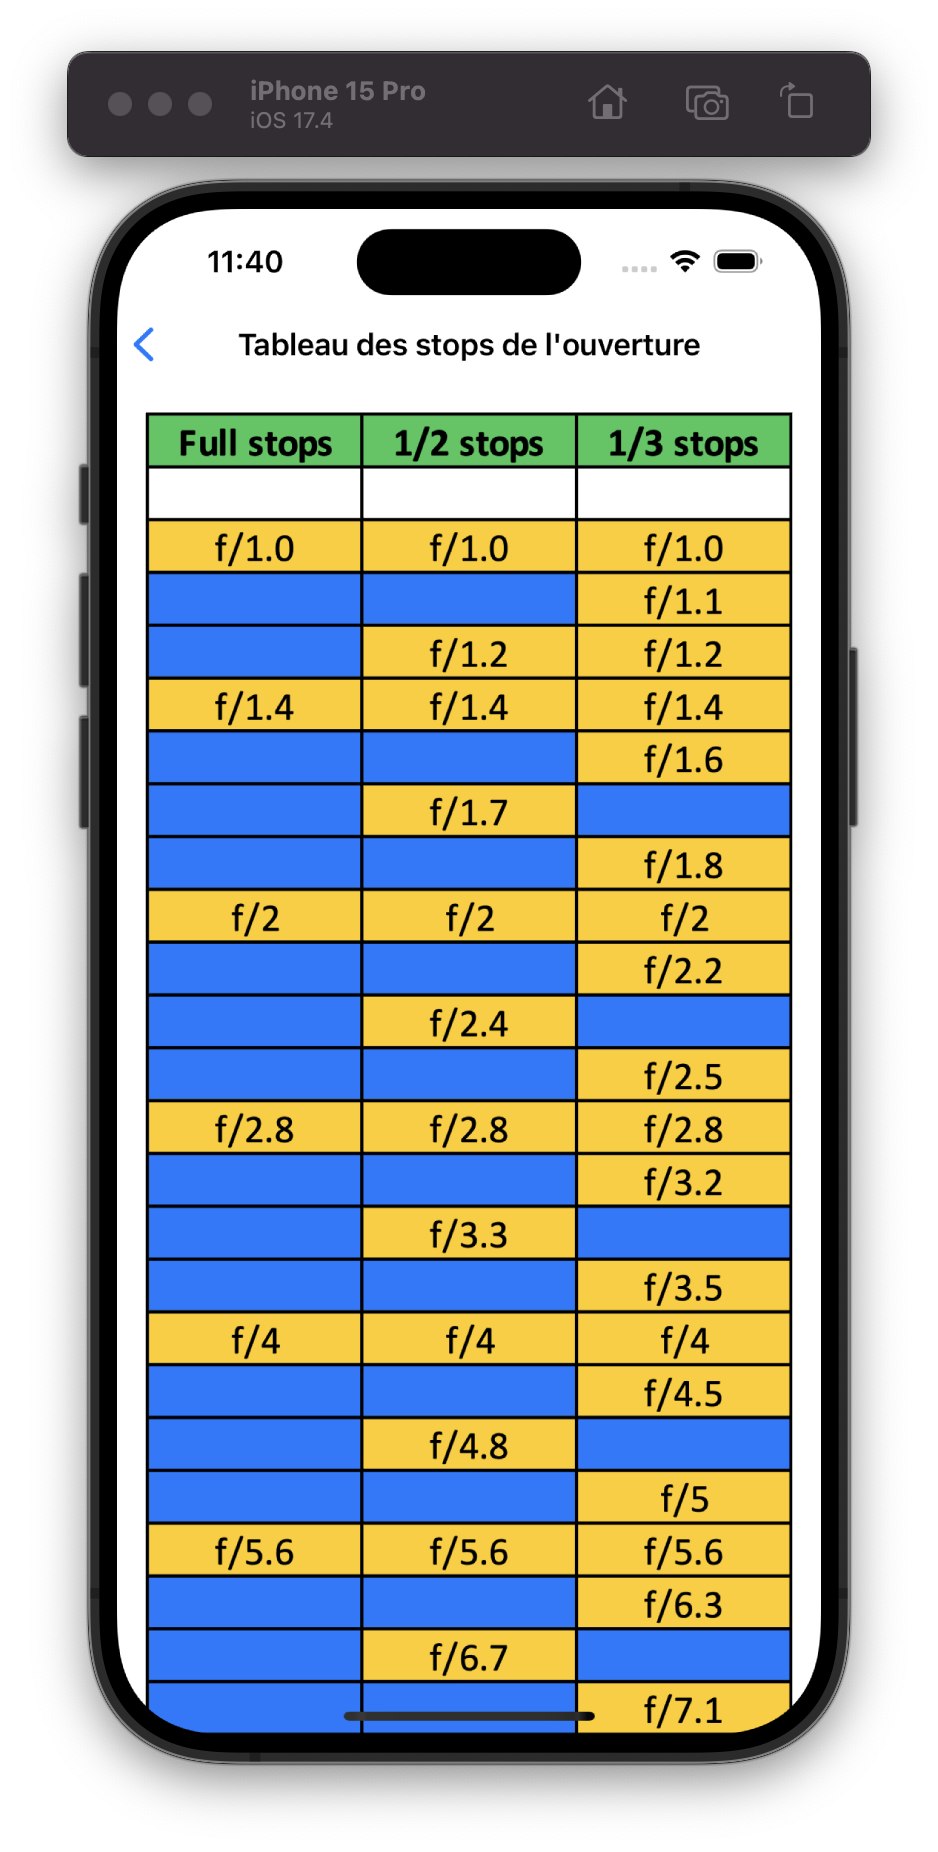 iPhone 15 Pro
iOS 17.4
11:40
Tableau des stops de l'ouverture
Full stops 1/2 stops 1/3 stops
f/1.0 f/1.0 f/1.0
f/1.1
f/1.2 f/1.2
f/1.4 f/1.4 f/1.4
f/1.6
f/1.7
f/1.8
f/2 f/2 f/2
f/2.2
f/2.4
f/2.5
f/2.8 f/2.8 f/2.8
f/3.2
f/3.3
f/3.5
f/4 f/4 f/4
f/4.5
f/4.8
f/5
f/5.6 f/5.6 f/5.6
f/6.3
f/6.7
f/7.1